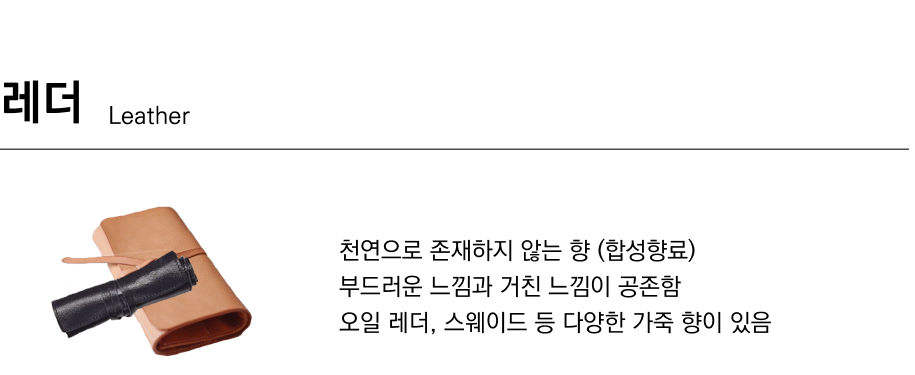 레더 Leather
천연으로 존재하지 않는 향 (합성향료)
부드러운 느낌과 거친 느낌이 공존함
오일 레더, 스웨이드 등 다양한 가죽 향이 있음